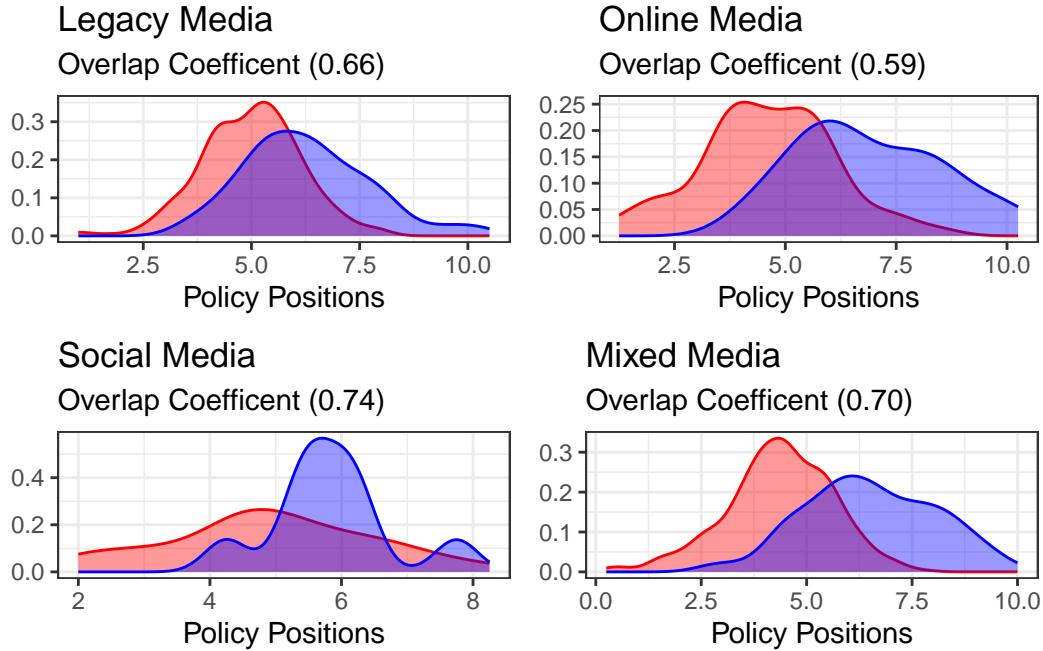 Legacy Media
Overlap Coefficent (0.66)
0.3
0.2
0.1
0.0
2.5 5.0 7.5 10.0
Policy Positions
Online Media
Overlap Coefficent (0.59)
0.25
0.20
0.15
0.10
0.05
0.00
2.5 5.0 7.5 10.0
Policy Positions
Social Media
Overlap Coefficent (0.74)
0.4
0.2
0.0
2 4 6 8
Policy Positions
Mixed Media
Overlap Coefficent (0.70)
0.3
0.2
0.1
0.0
0.0 2.5 5.0 7.5 10.0
Policy Positions